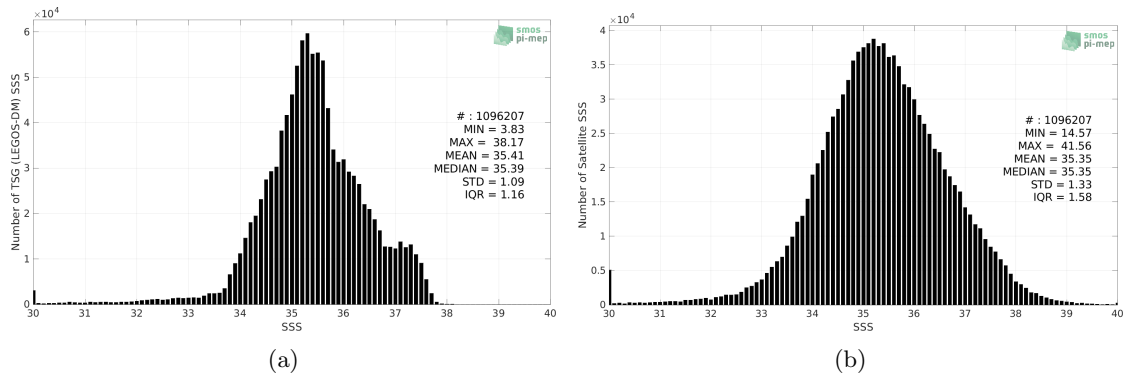 ×10⁴
smos
pi-mep
6
5
4
3
2
1
0
Number of TSG (LEGOS-DM) SSS
# : 1096207
MIN = 3.83
MAX = 38.17
MEAN = 35.41
MEDIAN = 35.39
STD = 1.09
IQR = 1.16
30 31 32 33 34 35 36 37 38 39 40
SSS
(a)
×10⁴
smos
pi-mep
4
3.5
3
2.5
2
1.5
1
0.5
0
Number of Satellite SSS
# : 1096207
MIN = 14.57
MAX = 41.56
MEAN = 35.35
MEDIAN = 35.35
STD = 1.33
IQR = 1.58
30 31 32 33 34 35 36 37 38 39 40
SSS
(b)